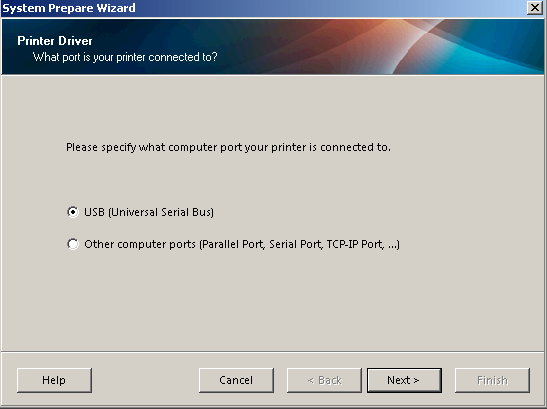 System Prepare Wizard
Printer Driver
What port is your printer connected to?
Please specify what computer port your printer is connected to.
USB (Universal Serial Bus)
Other computer ports (Parallel Port, Serial Port, TCP-IP Port, ...)
Help
Cancel
< Back
Next >
Finish